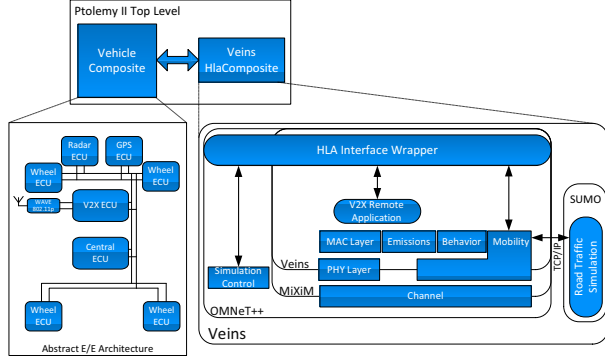 Ptolemy II Top Level
Vehicle
Composite
Veins
HlaComposite
Radar
ECU
GPS
ECU
Wheel
ECU
Wheel
ECU
WAVE
802.11p
V2X ECU
Central
ECU
Wheel
ECU
Wheel
ECU
Abstract E/E Architecture
HLA Interface Wrapper
V2X Remote
Application
MAC Layer
Emissions
Behavior
Mobility
Veins
PHY Layer
Simulation
Control
MiXiM
Channel
OMNeT++
Veins
TCP/IP
SUMO
Road Traffic
Simulation